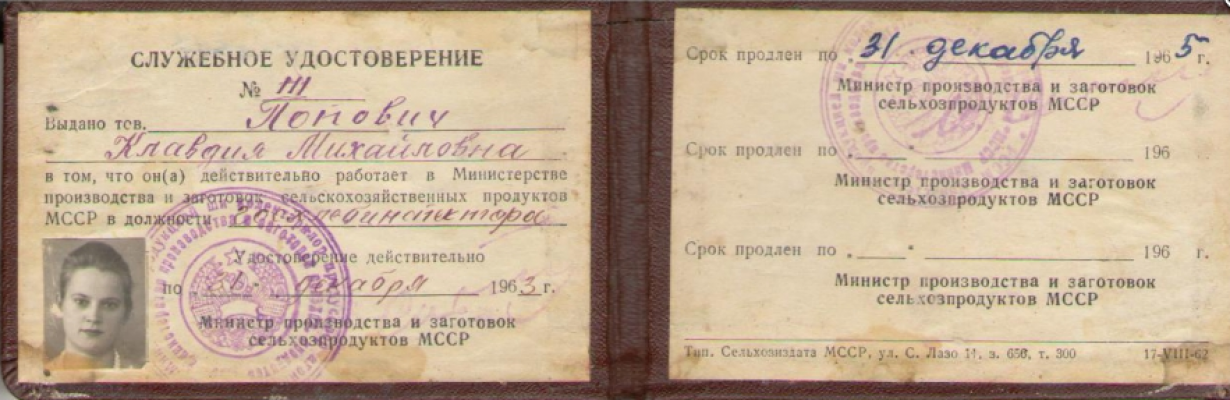 СЛУЖЕБНОЕ УДОСТОВЕРЕНИЕ
№ 111
Выдано тов. Попович
Клавдия Михайловна
в том, что он(а) действительно работает в Министерстве
производства и заготовок сельскохозяйственных продуктов
МССР в должности
Удостоверение действительно
по декабря 1963 г.
Министр производства и заготовок
сельхозпродуктов МССР
Срок продлен по 31 декабря 1965 г.
Министр производства и заготовок
сельхозпродуктов МССР
Срок продлен по 196
Министр производства и заготовок
сельхозпродуктов МССР
Срок продлен по 196 г.
Министр производства и заготовок
сельхозпродуктов МССР
Тип. Сельхозиздата МССР, ул. С. Лазо 11, з. 650, т. 300 17-VIII-62